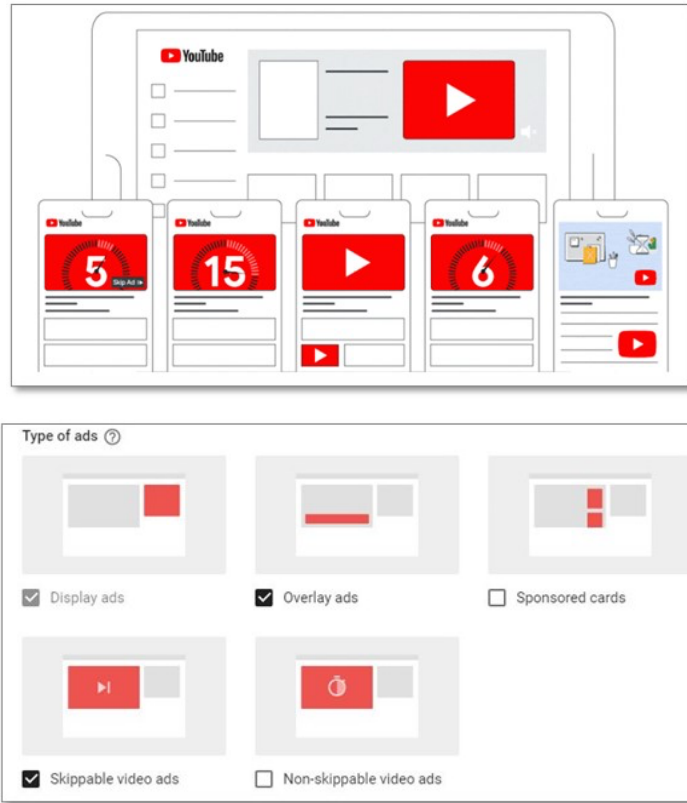 YouTube
YouTube
5
Skip Ad
YouTube
15
YouTube
YouTube
6
Type of ads
Display ads
Overlay ads
Sponsored cards
Skippable video ads
Non-skippable video ads